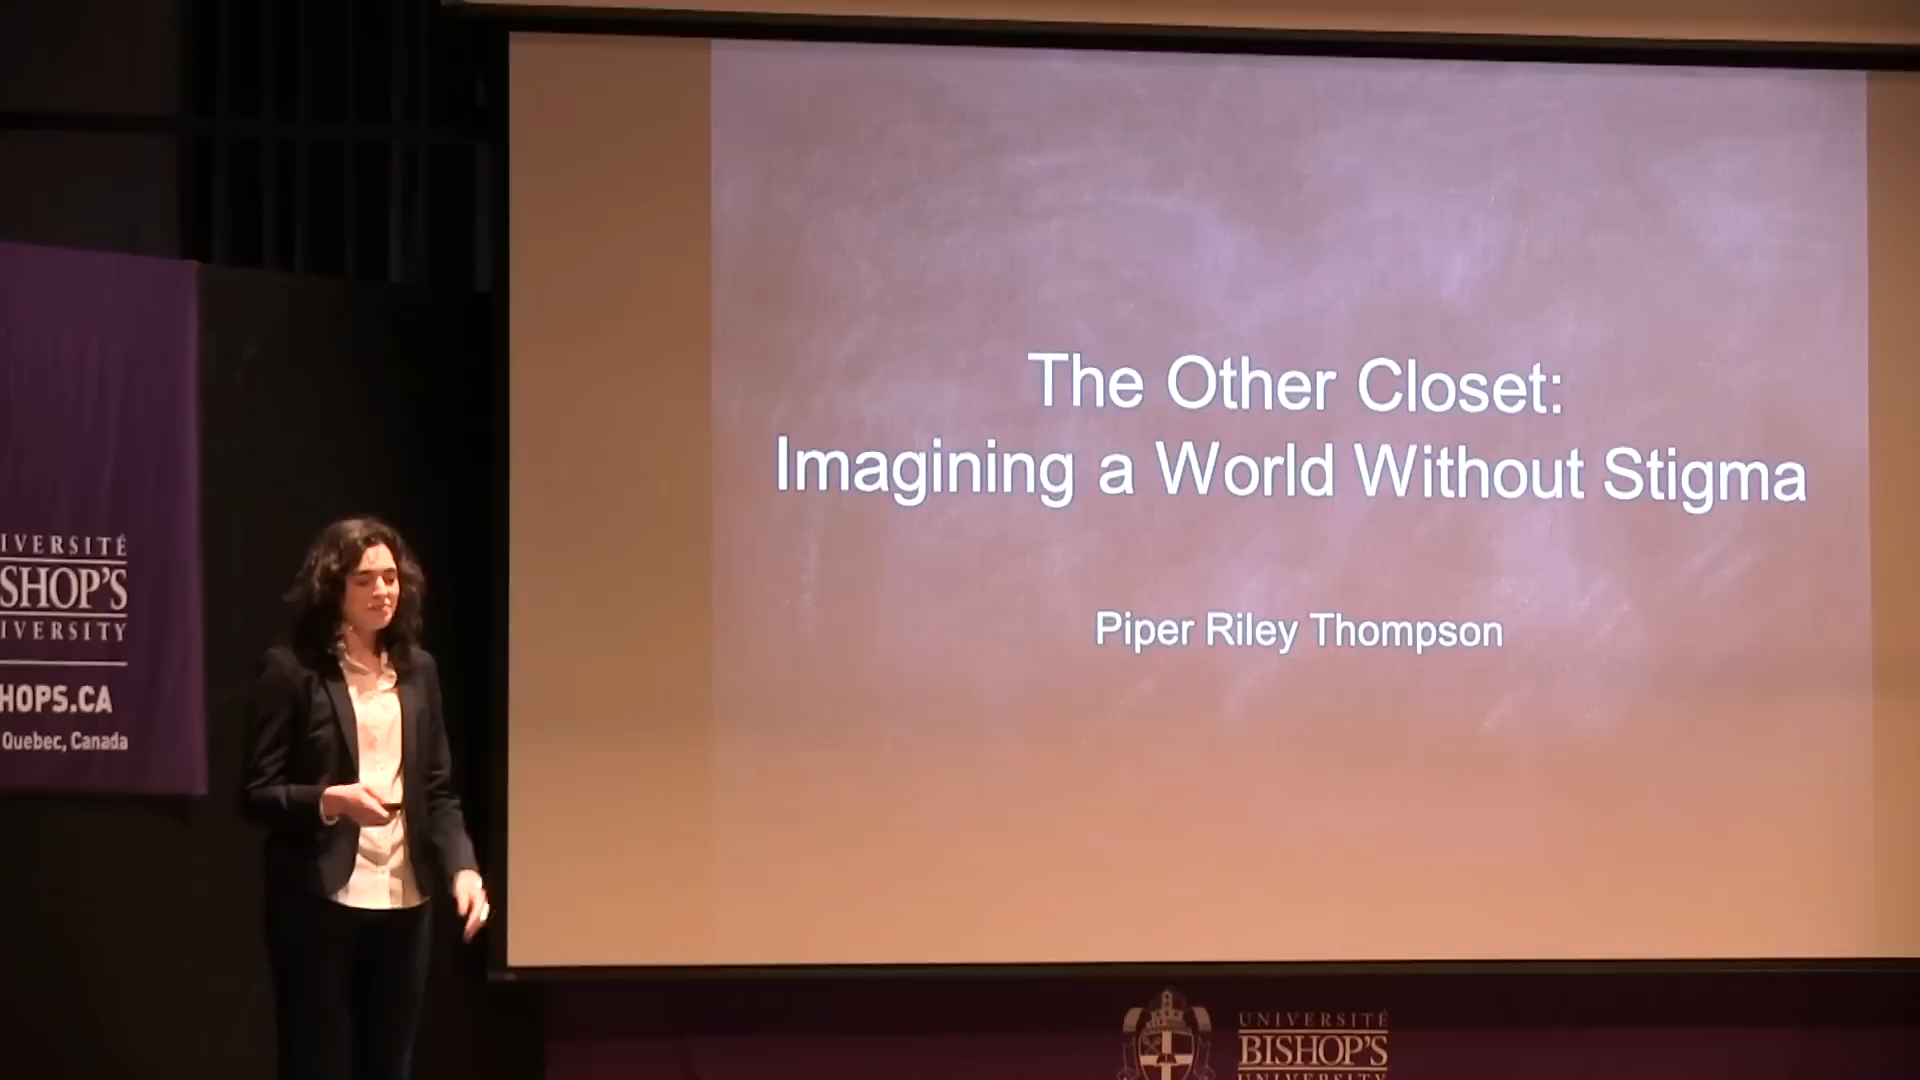 The Other Closet:
Imagining a World Without Stigma
Piper Riley Thompson
IVERSITÉ
SHOP'S
IVERSITY
HOPS.CA
Quebec, Canada
UNIVERSITÉ
BISHOP'S
UNIVERSITY